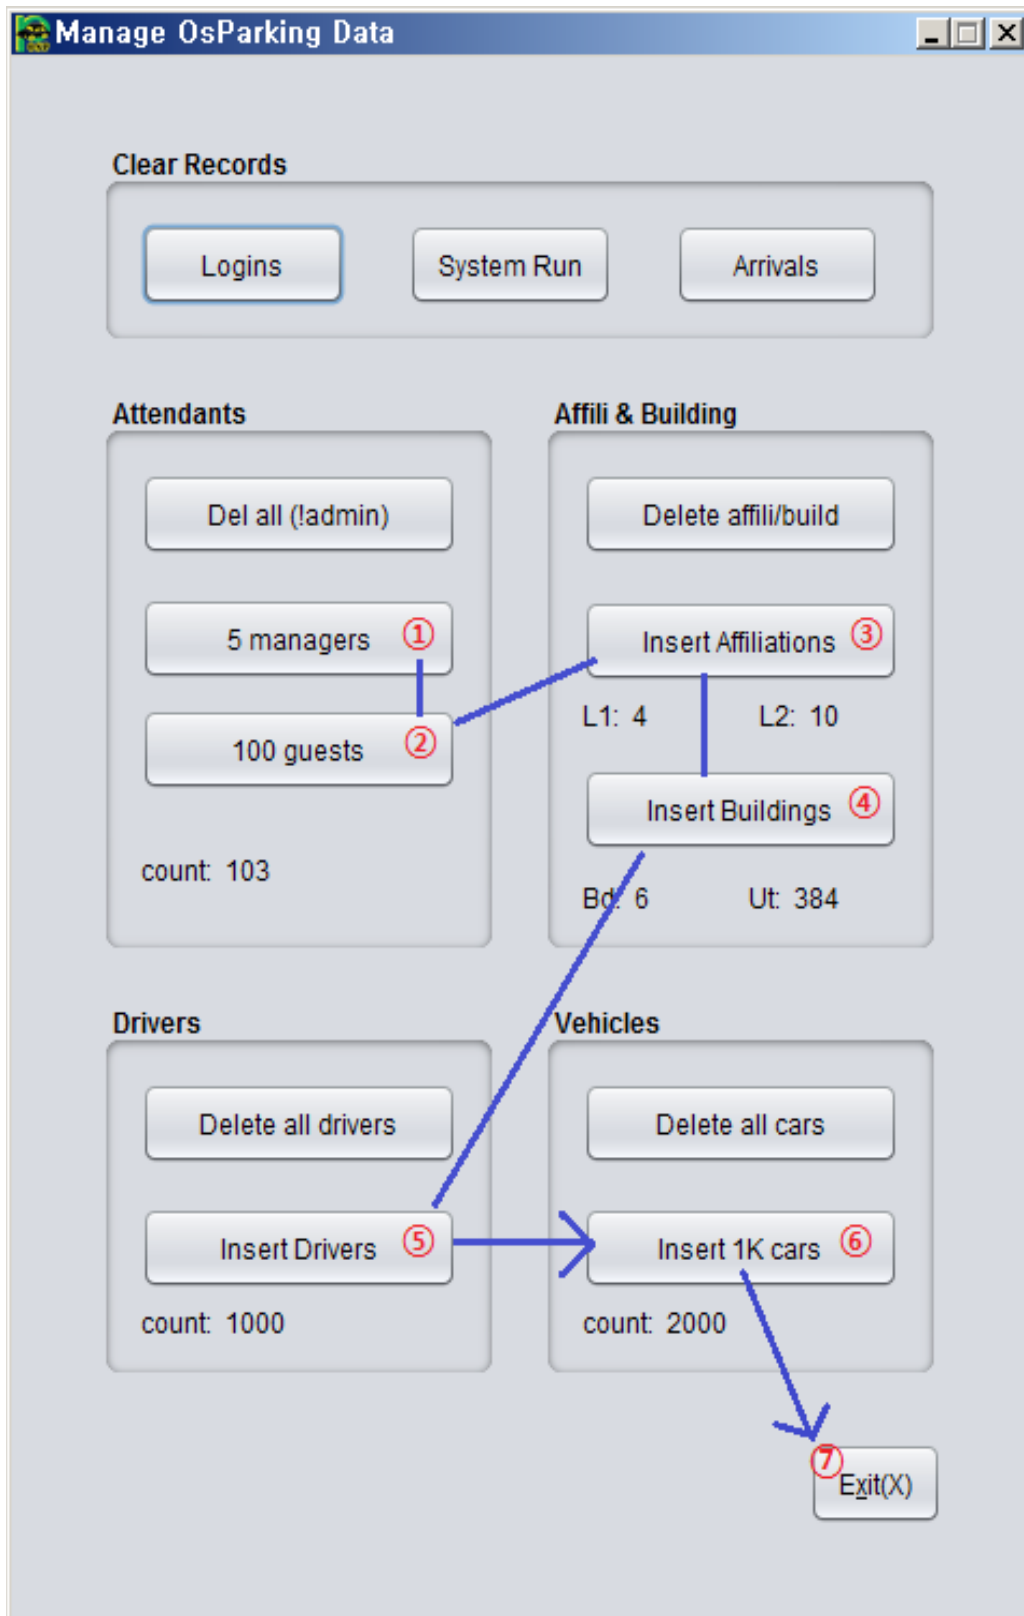 Manage OsParking Data
Clear Records
Logins
System Run
Arrivals
Attendants
Del all (!admin)
5 managers ①
100 guests ②
count: 103
Affili & Building
Delete affili/build
Insert Affiliations ③
L1: 4 L2: 10
Insert Buildings ④
Bd: 6 Ut: 384
Drivers
Delete all drivers
Insert Drivers ⑤
count: 1000
Vehicles
Delete all cars
Insert 1K cars ⑥
count: 2000
⑦
Exit(X)